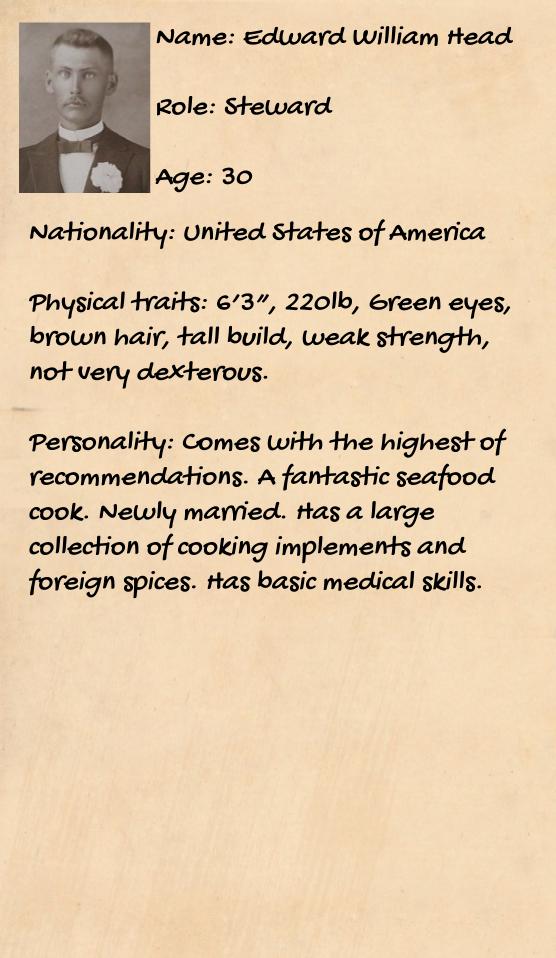 Name: Edward William Head
Role: Steward
Age: 30
Nationality: United States of America
Physical traits: 6'3", 220lb, Green eyes,
brown hair, tall build, weak strength,
not very dexterous.
Personality: Comes with the highest of
recommendations. A fantastic seafood
cook. Newly married. Has a large
collection of cooking implements and
foreign spices. Has basic medical skills.